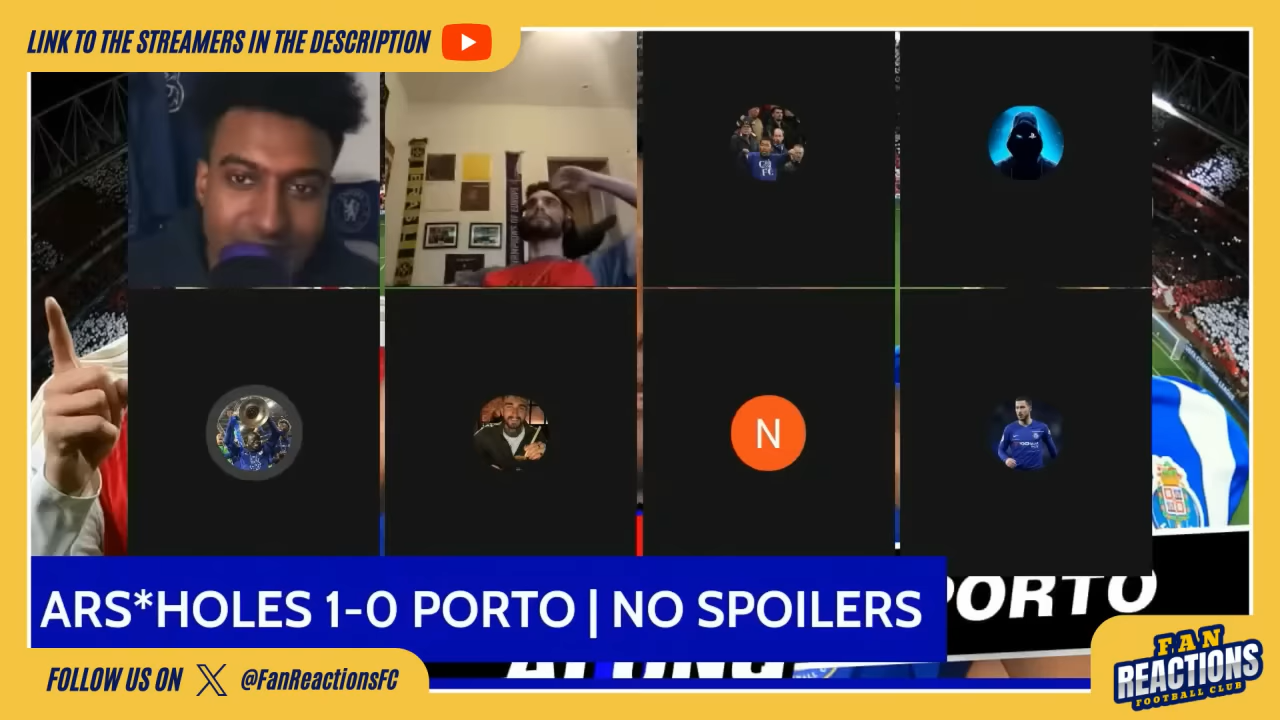 LINK TO THE STREAMERS IN THE DESCRIPTION
N
ARS*HOLES 1-0 PORTO | NO SPOILERS
PORTO
ALONG
FOLLOW US ON X @FanReactionsFC
FAN
REACTIONS
FOOTBALL CLUB